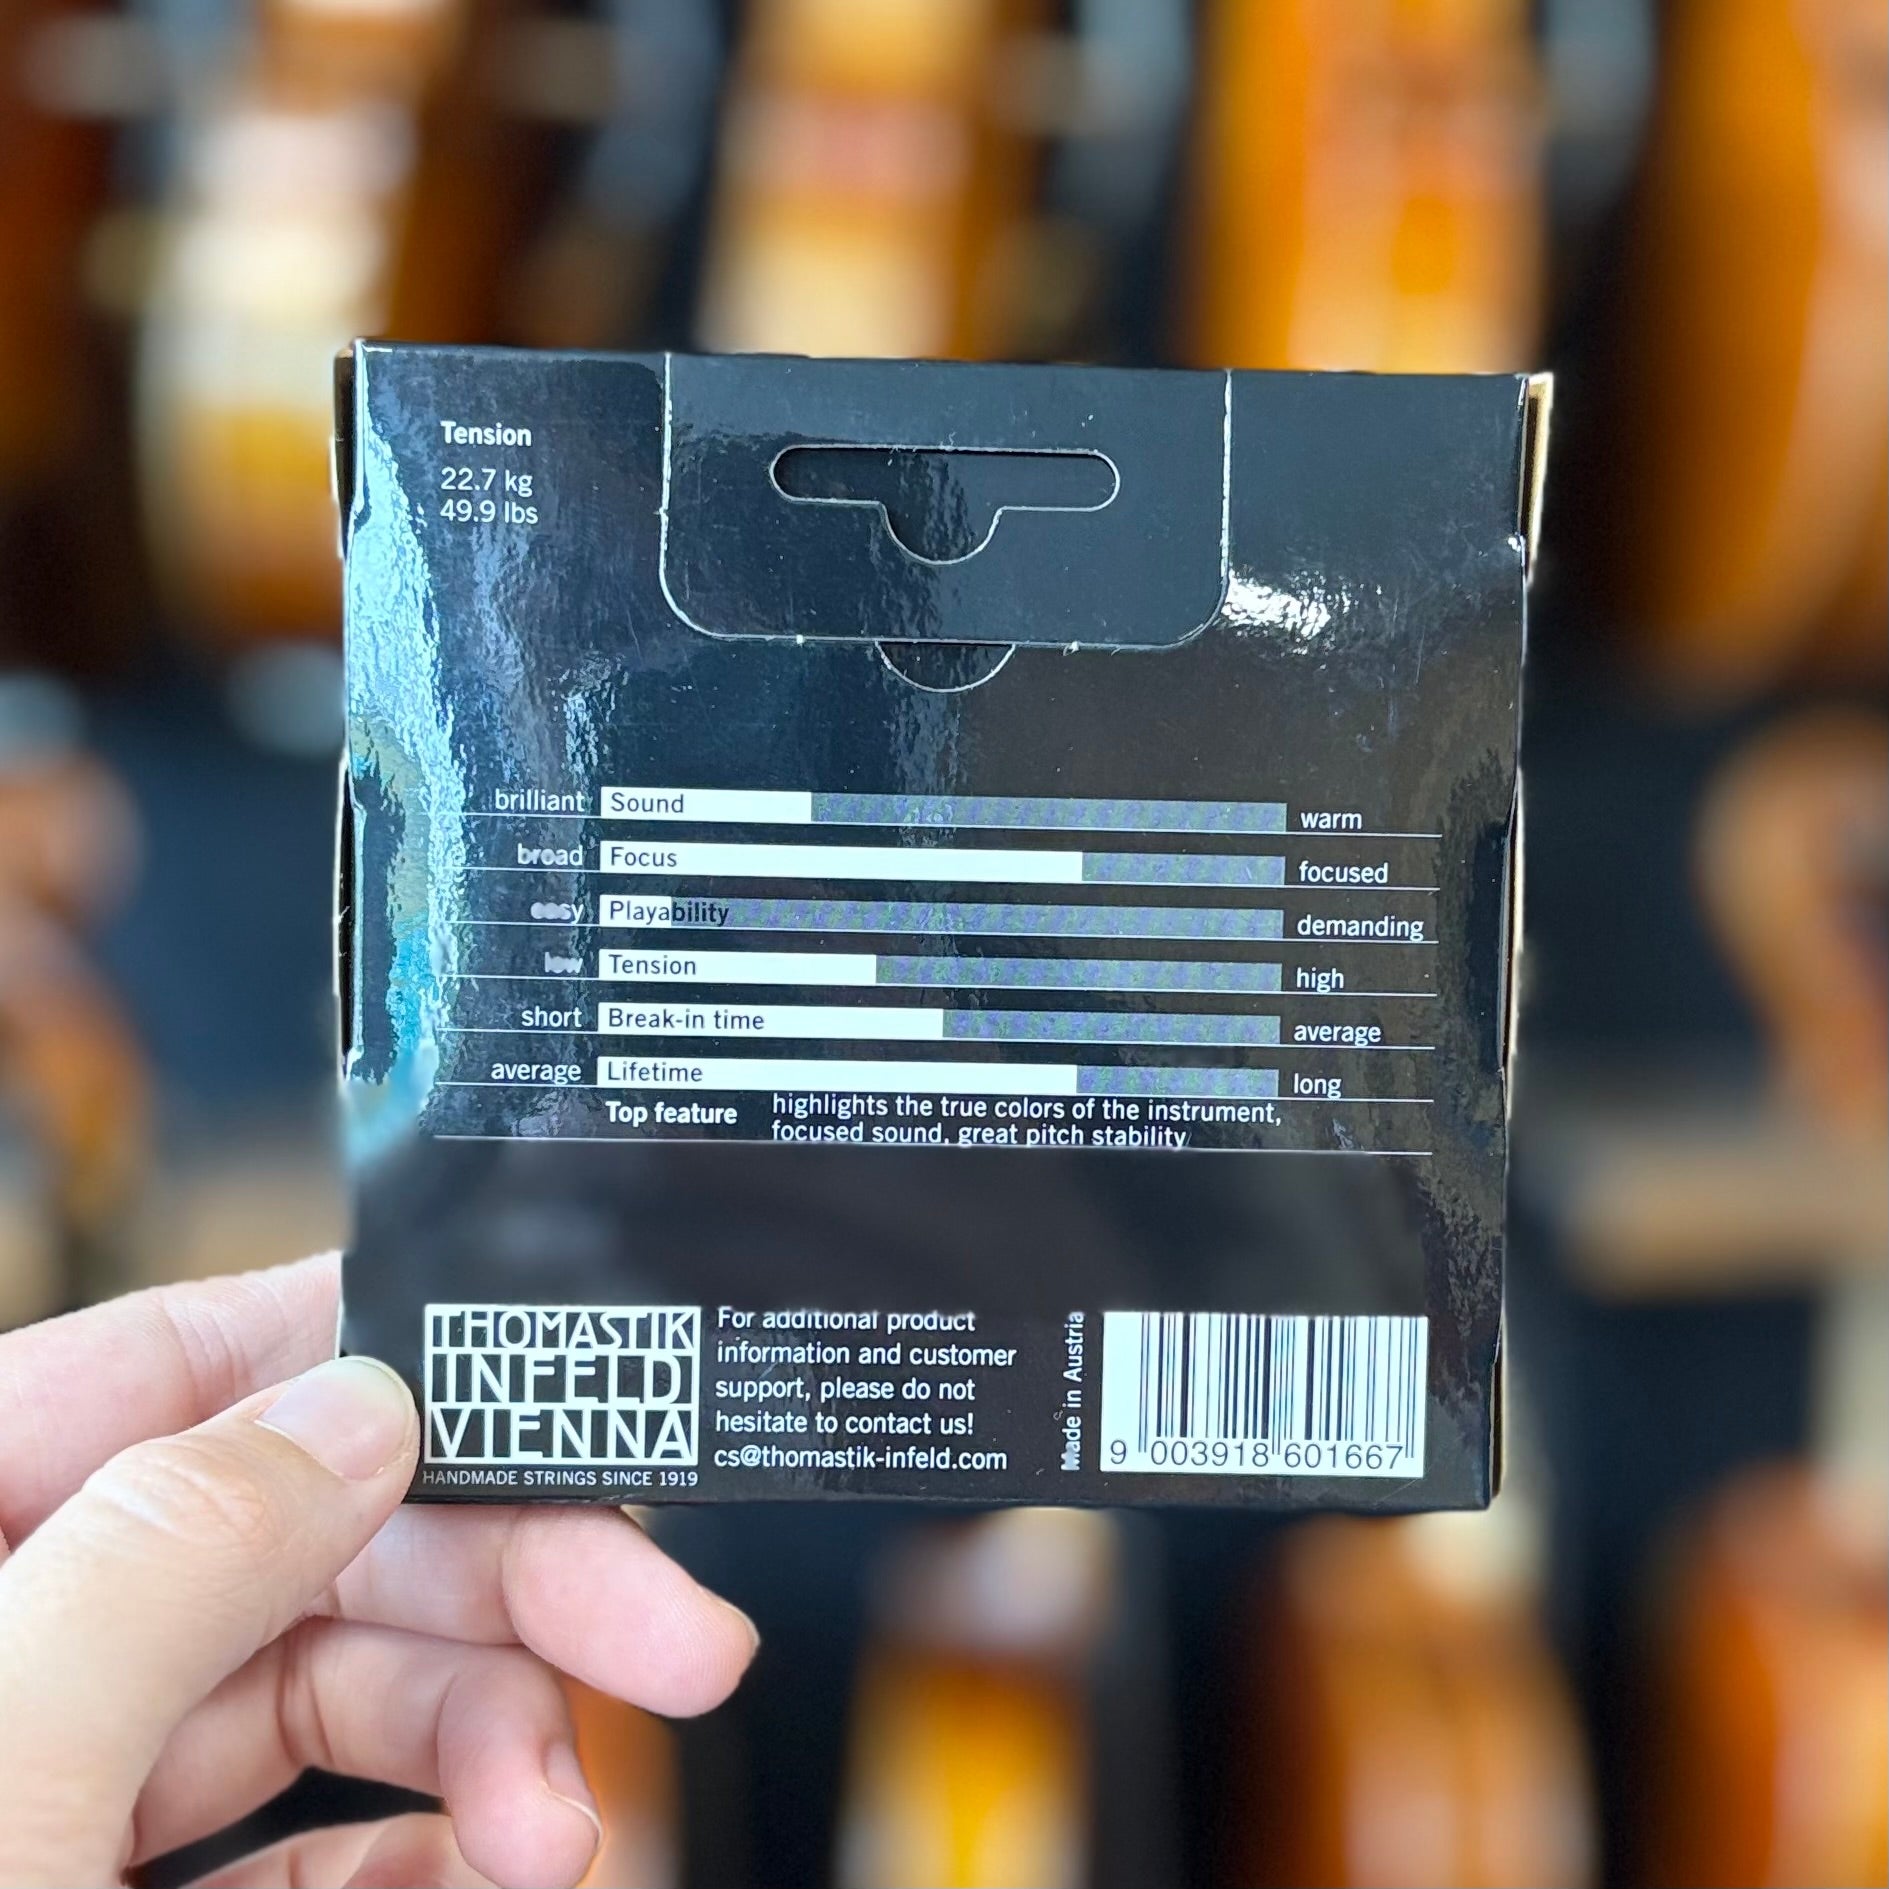 Tension
22.7 kg
49.9 lbs
brilliant Sound warm
broad Focus focused
Playability demanding
low Tension high
short Break-in time average
average Lifetime long
Top feature highlights the true colors of the instrument,
focused sound, great pitch stability
THOMASTIK
INFELD
VIENNA
HANDMADE STRINGS SINCE 1919
For additional product
information and customer
support, please do not
hesitate to contact us!
cs@thomastik-infeld.com
Made in Austria
9 003918 601667